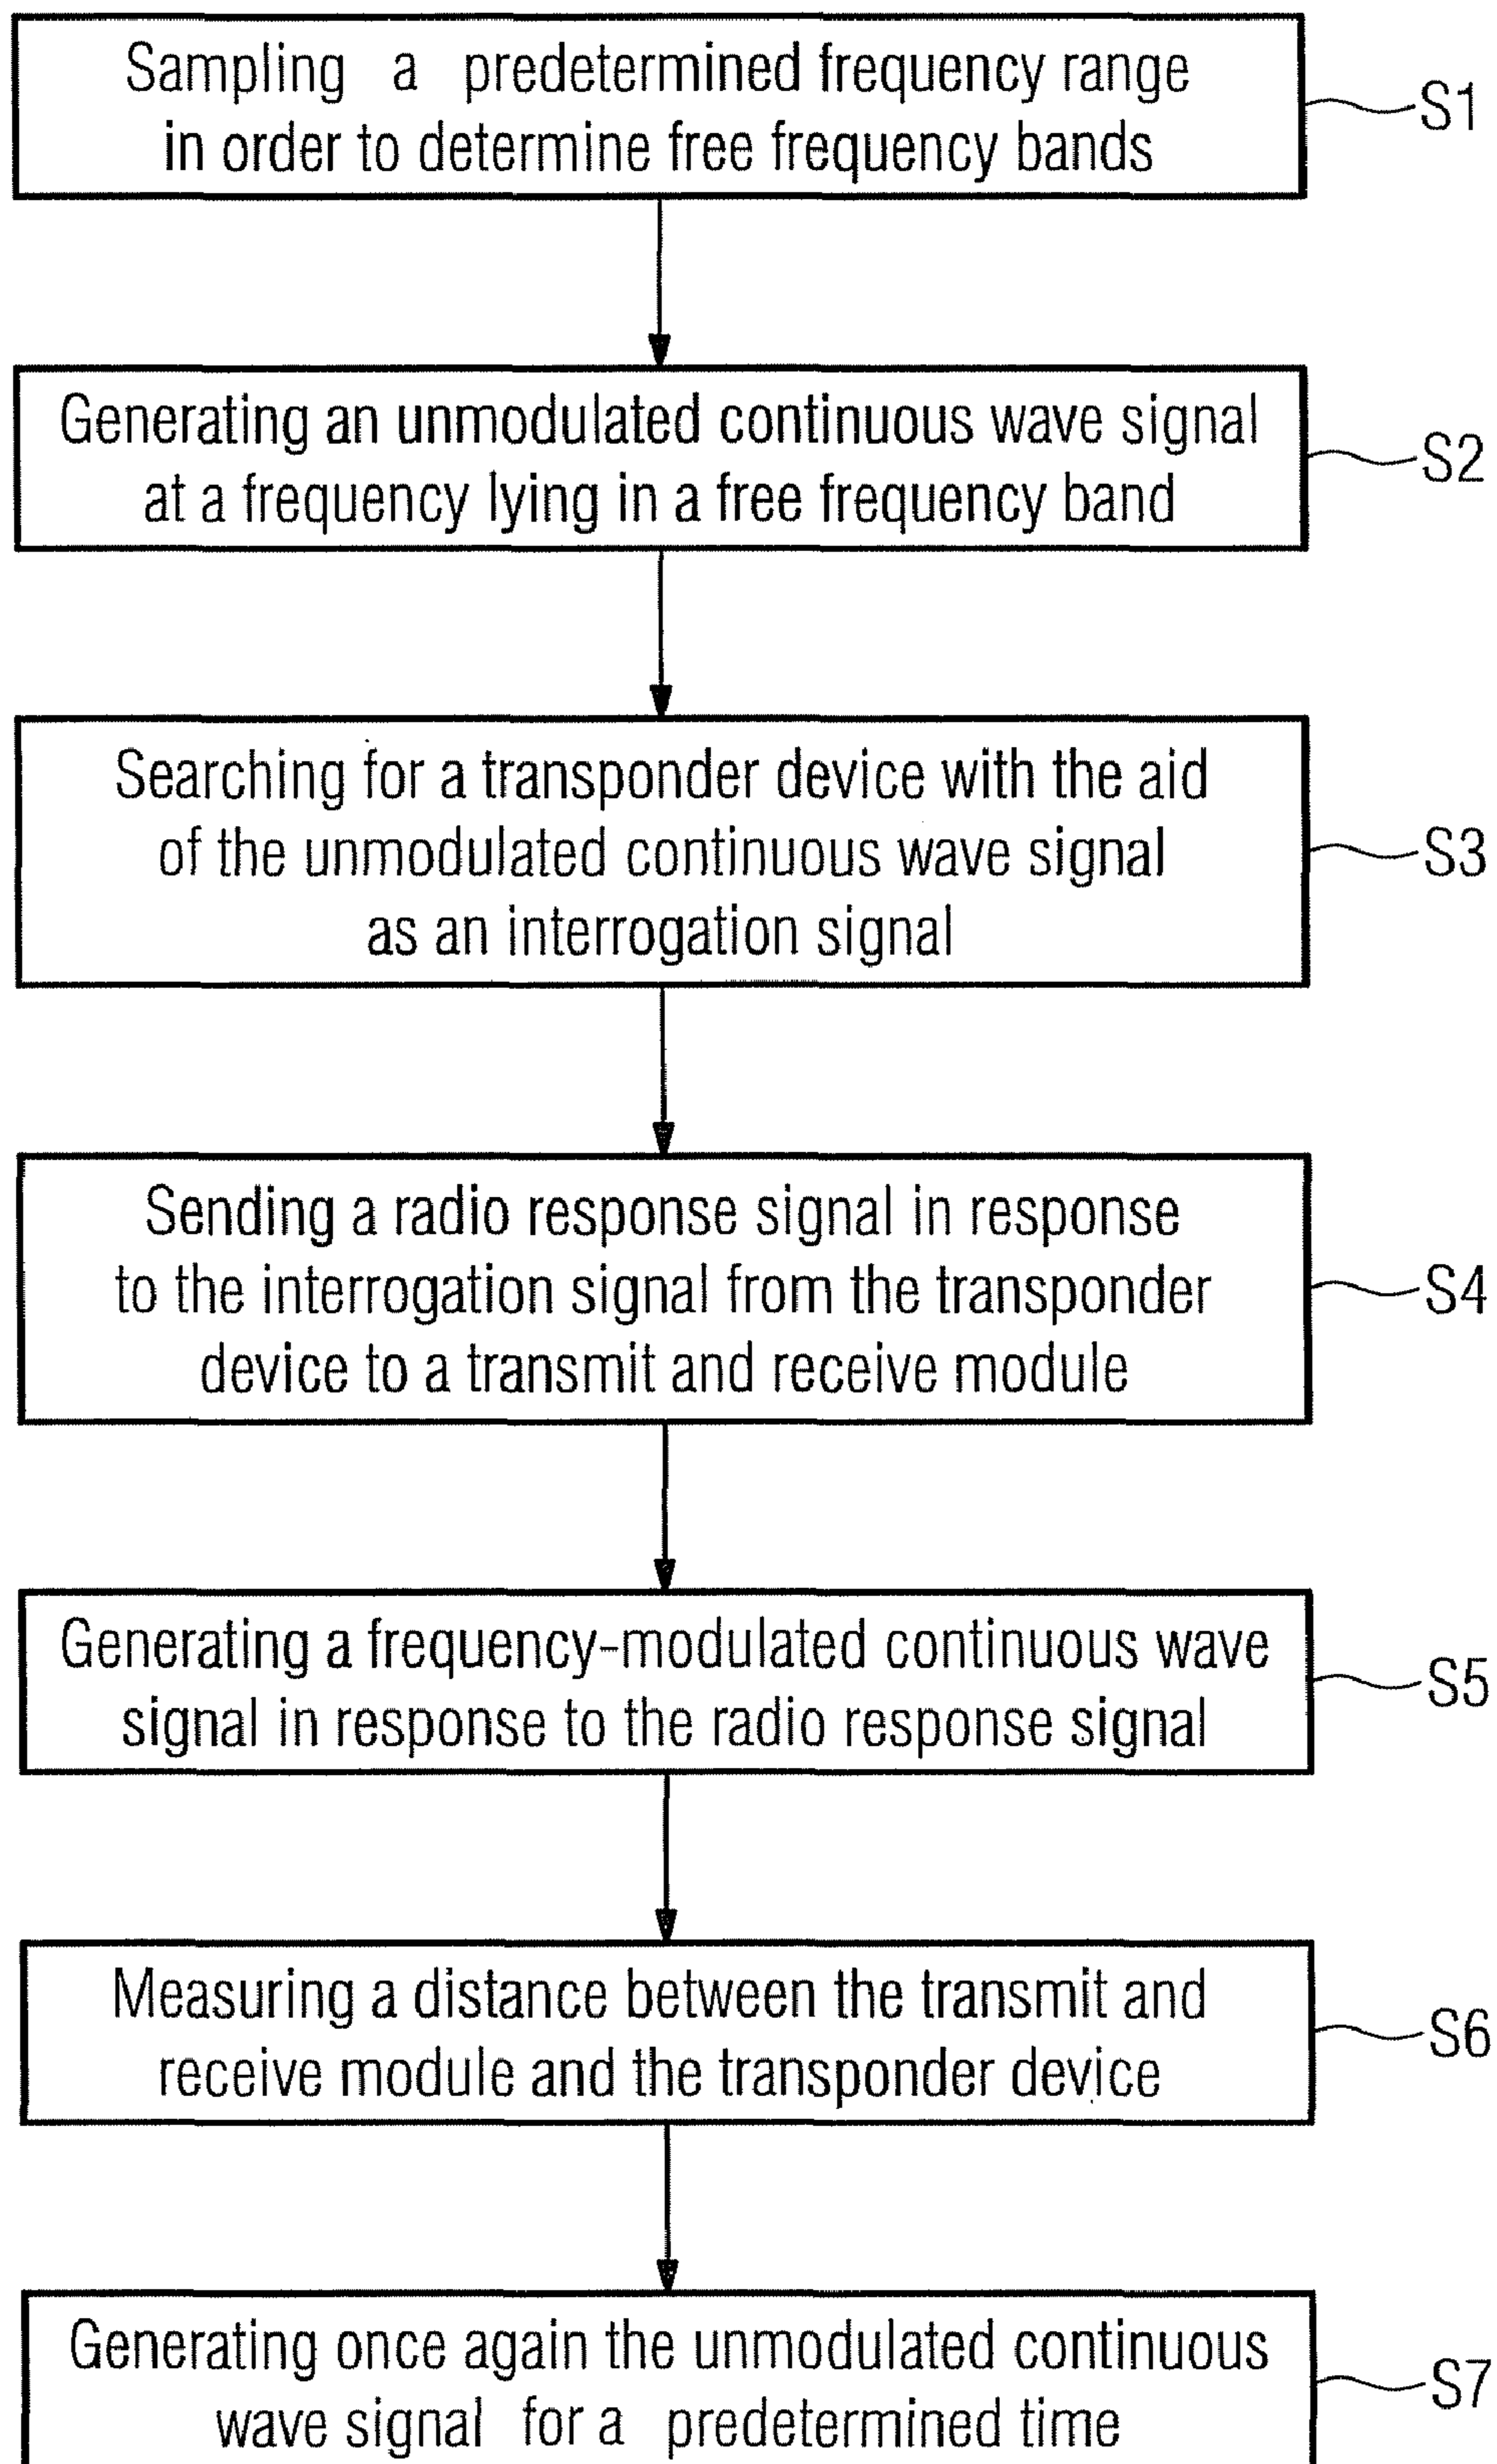 Sampling a predetermined frequency range
in order to determine free frequency bands
S1
Generating an unmodulated continuous wave signal
at a frequency lying in a free frequency band
S2
Searching for a transponder device with the aid
of the unmodulated continuous wave signal
as an interrogation signal
S3
Sending a radio response signal in response
to the interrogation signal from the transponder
device to a transmit and receive module
S4
Generating a frequency-modulated continuous wave
signal in response to the radio response signal
S5
Measuring a distance between the transmit and
receive module and the transponder device
S6
Generating once again the unmodulated continuous
wave signal for a predetermined time
S7